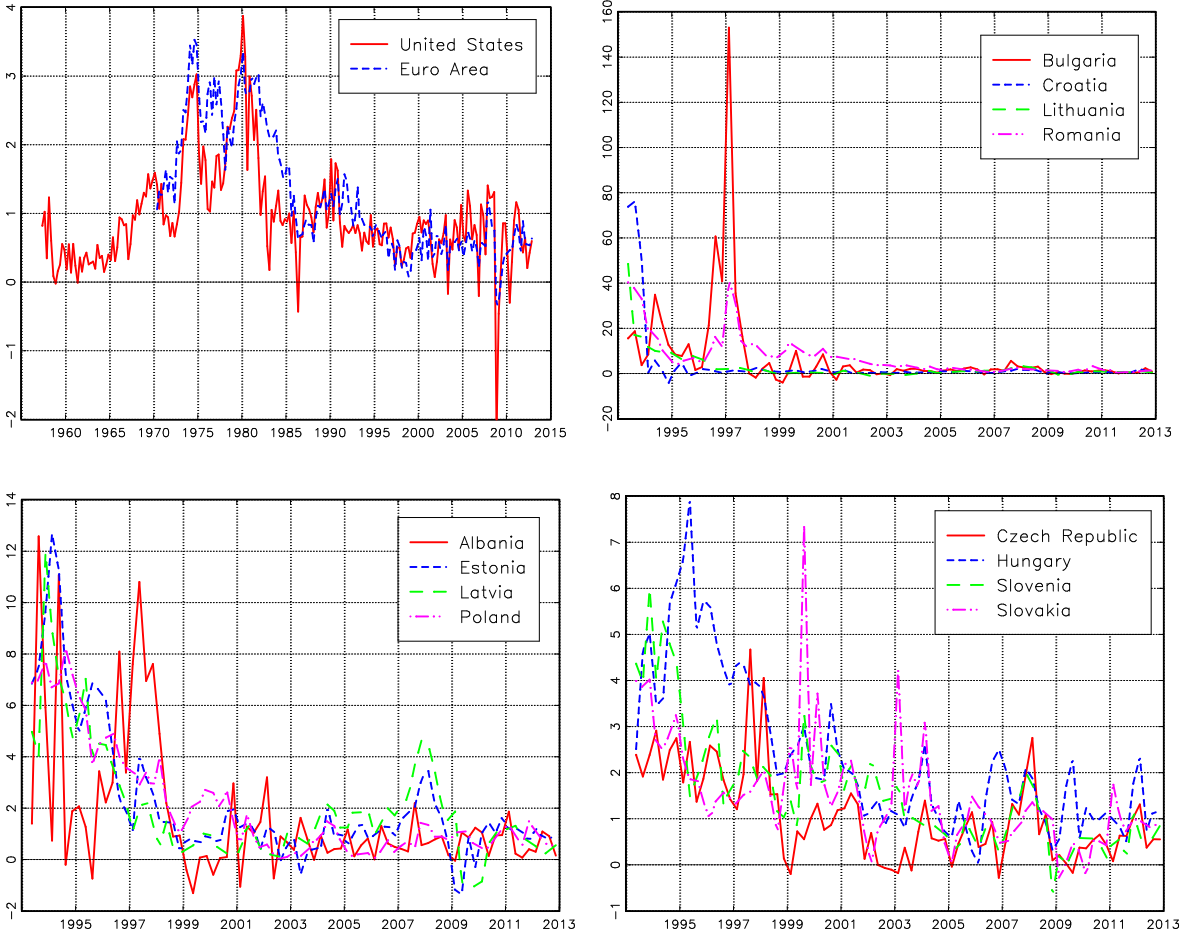 4
3
2
1
0
−1
−2
United States
Euro Area
1960 1965 1970 1975 1980 1985 1990 1995 2000 2005 2010 2015
160
140
120
100
80
60
40
20
0
−20
Bulgaria
Croatia
Lithuania
Romania
1995 1997 1999 2001 2003 2005 2007 2009 2011 2013
14
12
10
8
6
4
2
0
−2
Albania
Estonia
Latvia
Poland
1995 1997 1999 2001 2003 2005 2007 2009 2011 2013
8
7
6
5
4
3
2
1
0
−1
Czech Republic
Hungary
Slovenia
Slovakia
1995 1997 1999 2001 2003 2005 2007 2009 2011 2013